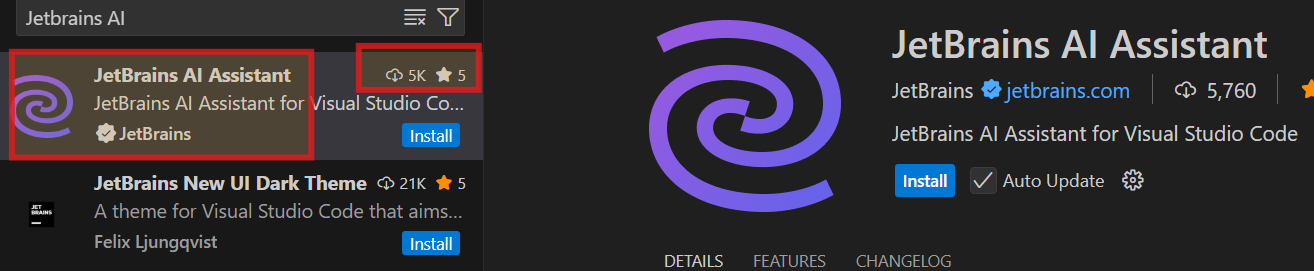 Jetbrains AI
JetBrains AI Assistant 5K 5
JetBrains AI Assistant for Visual Studio Co...
JetBrains Install
JetBrains New UI Dark Theme 21K 5
JET
BRAINS
A theme for Visual Studio Code that aims...
Felix Ljungqvist Install
JetBrains AI Assistant
JetBrains jetbrains.com 5,760
JetBrains AI Assistant for Visual Studio Code
Install Auto Update
DETAILS FEATURES CHANGELOG